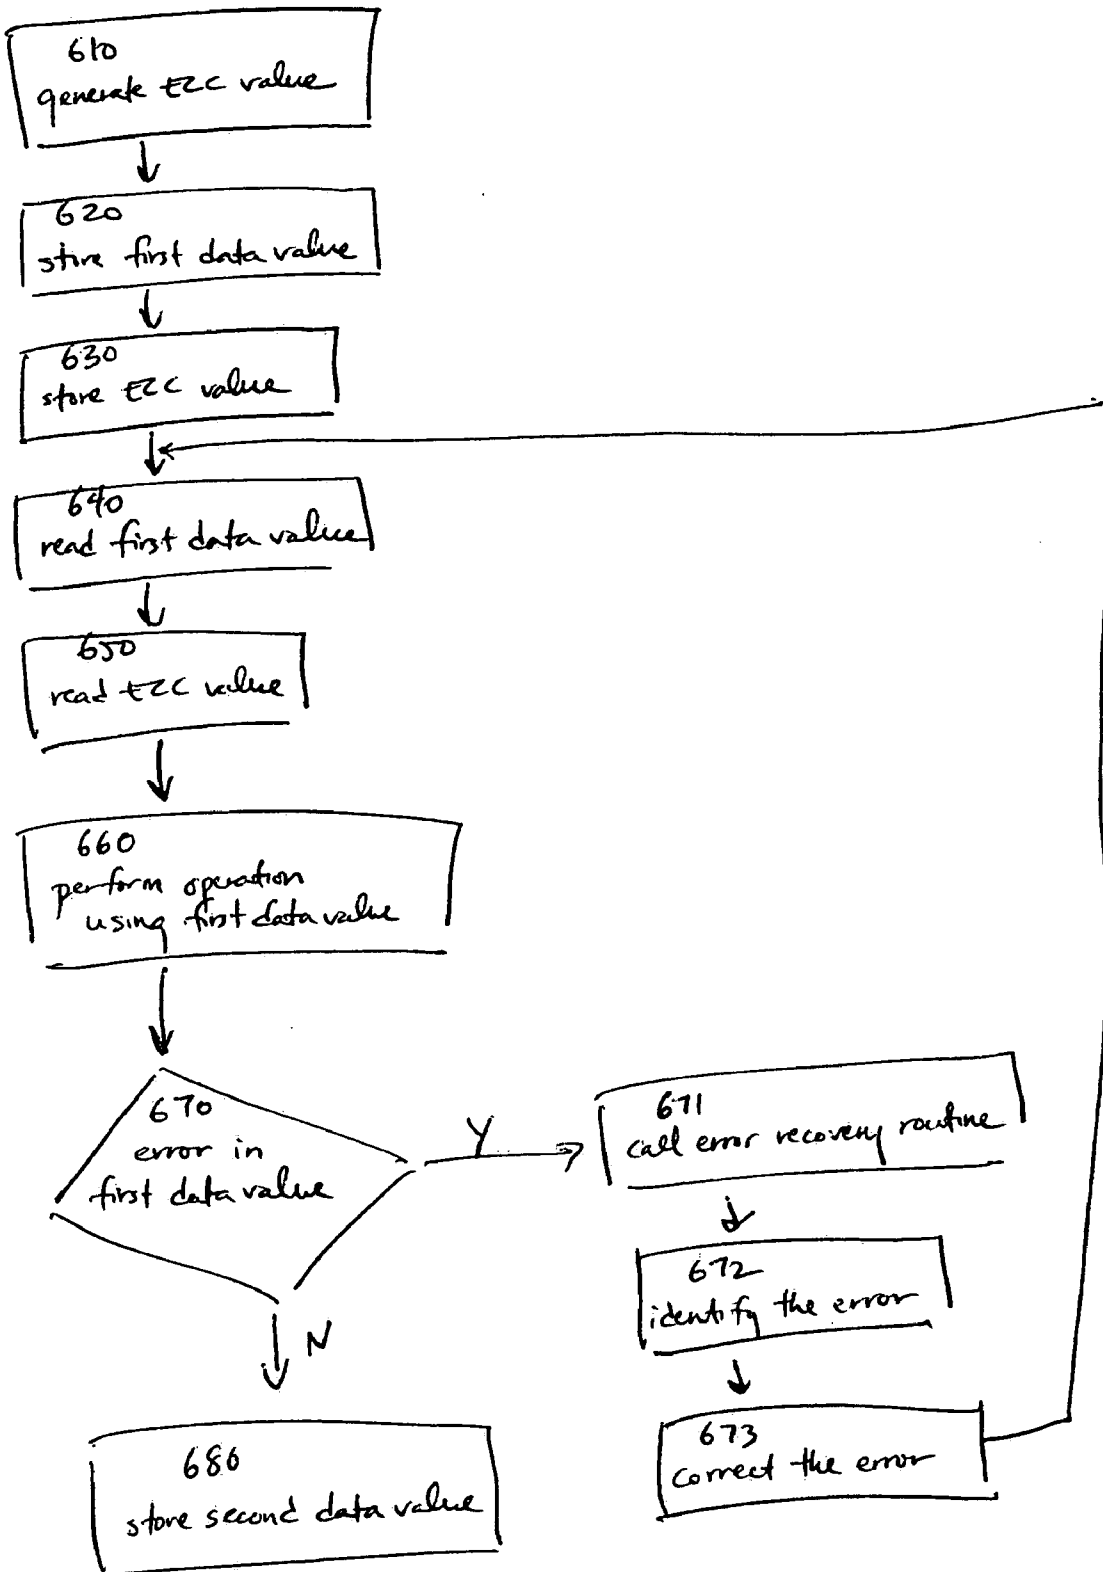 610
generate ECC value
620
store first data value
630
store ECC value
640
read first data value
650
read ECC value
660
perform operation
using first data value
670
error in
first data value
Y
671
call error recovery routine
672
identify the error
N
673
correct the error
680
store second data value